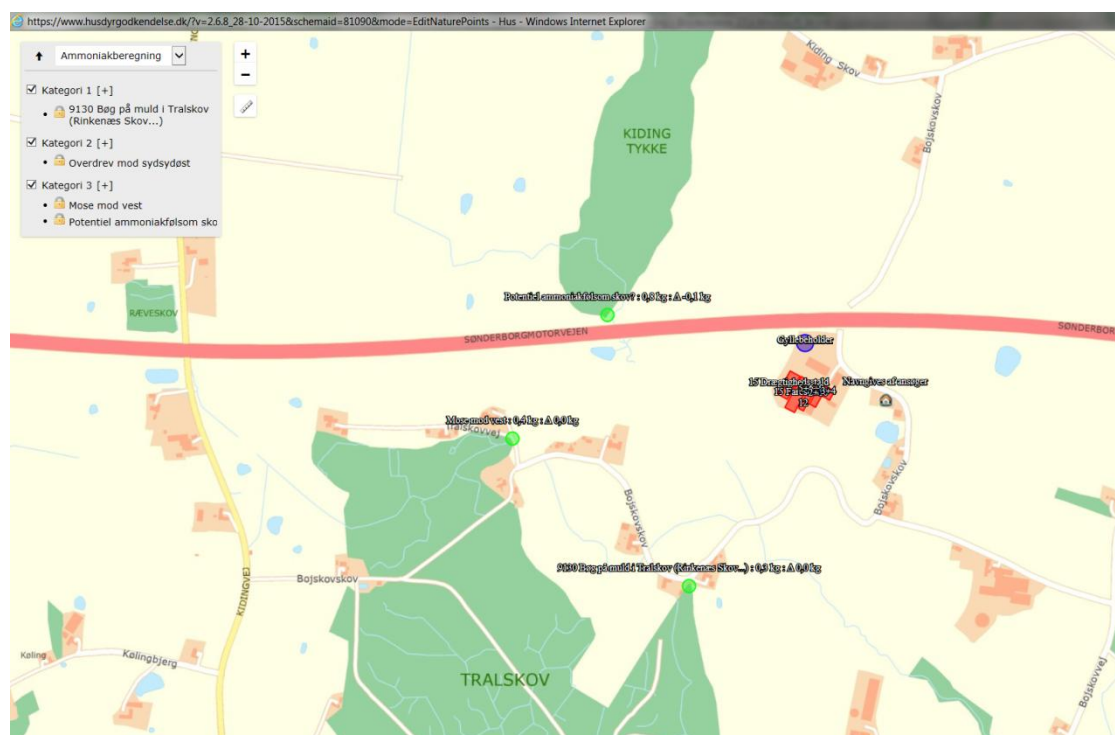 https://www.husdyrgodkendelse.dk/?v=2.6.8_28-10-2015&schemaid=81090&mode=EditNaturePoints - Hus - Windows Internet Explorer
Ammoniakberegning
+
−
Kategori 1 [+]
9130 Bøg på muld i Tralskov
(Rinkenæs Skov...)
Kategori 2 [+]
Overdrev mod sydsydøst
Kategori 3 [+]
Mose mod vest
Potentiel ammoniakfølsom sko
Kiding Skov
Bojskovskov
KIDING
TYKKE
Potentiel ammoniakfølsom skov? : 0,8 kg : Δ -0,1 kg
RÆVESKOV
SØNDERBORGMOTORVEJEN
SØNDERBOR
Gyllebeholder
Navngives af ansøger
12
Mose mod vest : 0,4 kg : Δ 0,0 kg
Tralskovvej
Bojskovskov
Bojskovskov
9130 Bøg på muld i Tralskov (Rinkenæs Skov...) : 0,3 kg : Δ 0,0 kg
Bojskovskov
KIDINGVEJ
Køling
Kølingbjerg
TRALSKOV
Bojskovvej